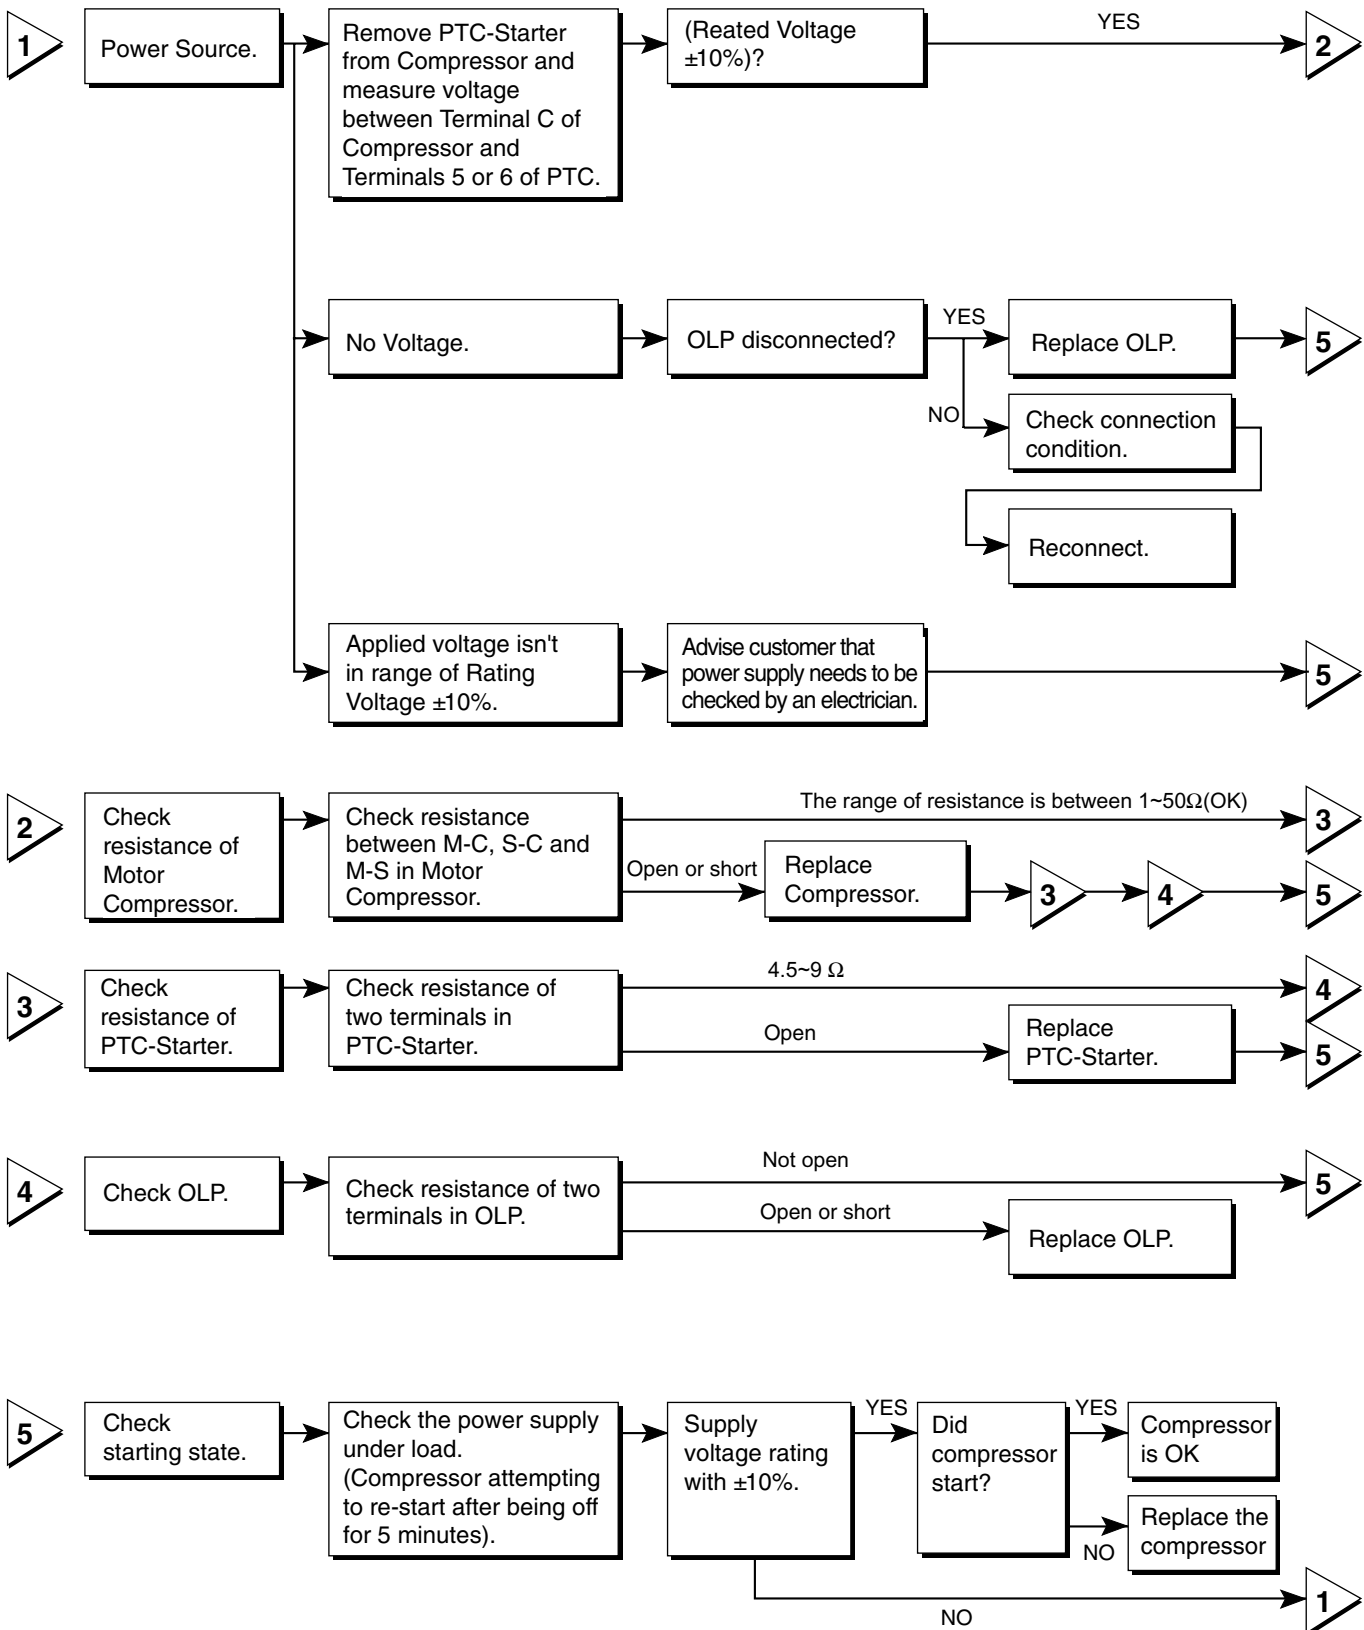 1
Power Source.
Remove PTC-Starter
from Compressor and
measure voltage
between Terminal C of
Compressor and
Terminals 5 or 6 of PTC.
(Reated Voltage
±10%)?
YES
2
No Voltage.
OLP disconnected?
YES
Replace OLP.
5
NO
Check connection
condition.
Reconnect.
Applied voltage isn't
in range of Rating
Voltage ±10%.
Advise customer that
power supply needs to be
checked by an electrician.
5
2
Check
resistance of
Motor
Compressor.
Check resistance
between M-C, S-C and
M-S in Motor
Compressor.
The range of resistance is between 1~50Ω(OK)
3
Open or short
Replace
Compressor.
3
4
5
3
Check
resistance of
PTC-Starter.
Check resistance of
two terminals in
PTC-Starter.
4.5~9 Ω
4
Open
Replace
PTC-Starter.
5
4
Check OLP.
Check resistance of two
terminals in OLP.
Not open
5
Open or short
Replace OLP.
5
Check
starting state.
Check the power supply
under load.
(Compressor attempting
to re-start after being off
for 5 minutes).
Supply
voltage rating
with ±10%.
YES
Did
compressor
start?
YES
Compressor
is OK
NO
Replace the
compressor
NO
1